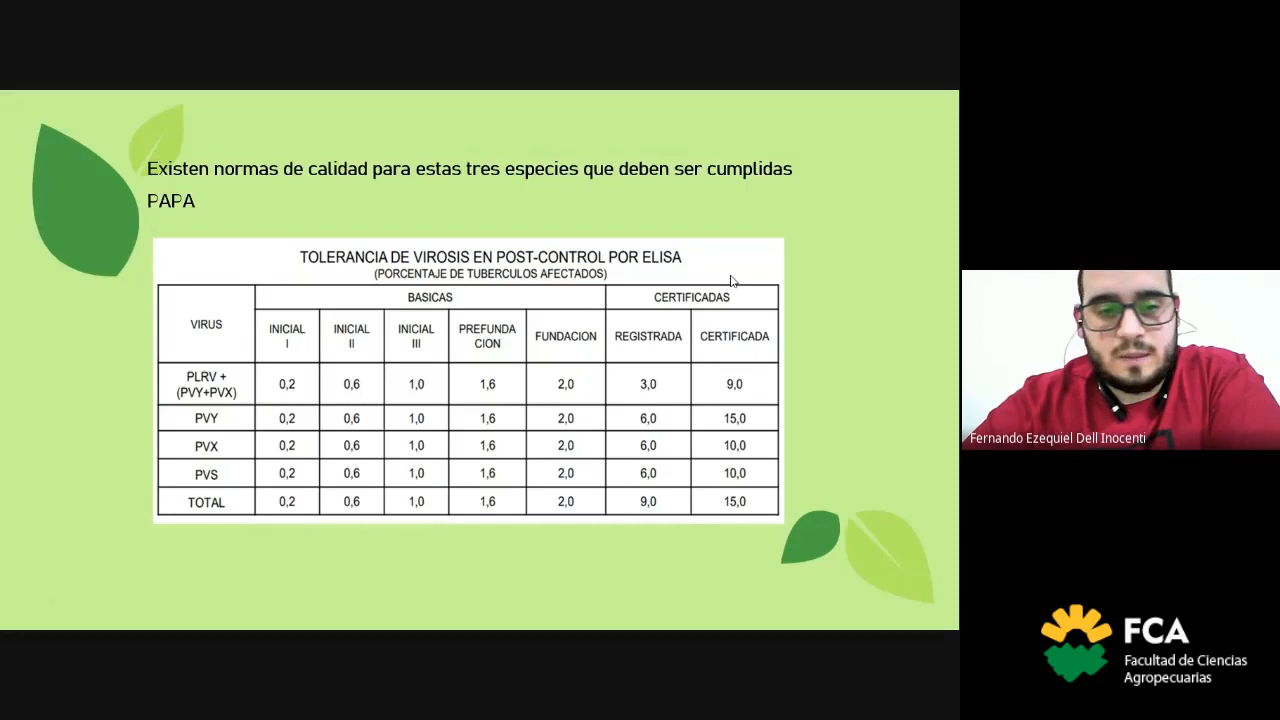 Existen normas de calidad para estas tres especies que deben ser cumplidas
PAPA
TOLERANCIA DE VIROSIS EN POST-CONTROL POR ELISA
(PORCENTAJE DE TUBERCULOS AFECTADOS)
VIRUS BASICAS CERTIFICADAS
INICIAL I INICIAL II INICIAL III PREFUNDA CION FUNDACION REGISTRADA CERTIFICADA
PLRV + (PVY+PVX) 0,2 0,6 1,0 1,6 2,0 3,0 9,0
PVY 0,2 0,6 1,0 1,6 2,0 6,0 15,0
PVX 0,2 0,6 1,0 1,6 2,0 6,0 10,0
PVS 0,2 0,6 1,0 1,6 2,0 6,0 10,0
TOTAL 0,2 0,6 1,0 1,6 2,0 9,0 15,0
Fernando Ezequiel Dell Inocenti
FCA
Facultad de Ciencias
Agropecuarias